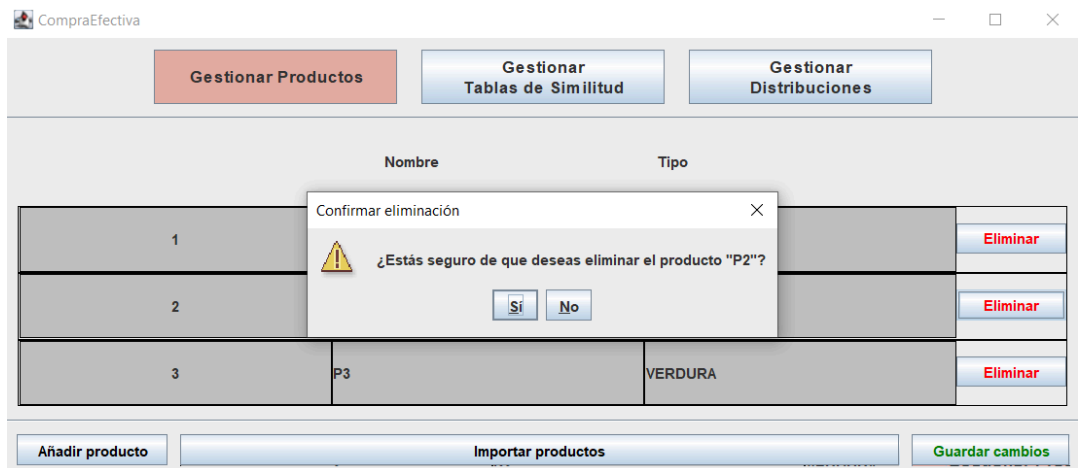 CompraEfectiva
Gestionar Productos
Gestionar
Tablas de Similitud
Gestionar
Distribuciones
Nombre
Tipo
Confirmar eliminación
¿Estás seguro de que deseas eliminar el producto "P2"?
Sí
No
1
Eliminar
2
Eliminar
3
P3
VERDURA
Eliminar
Añadir producto
Importar productos
Guardar cambios